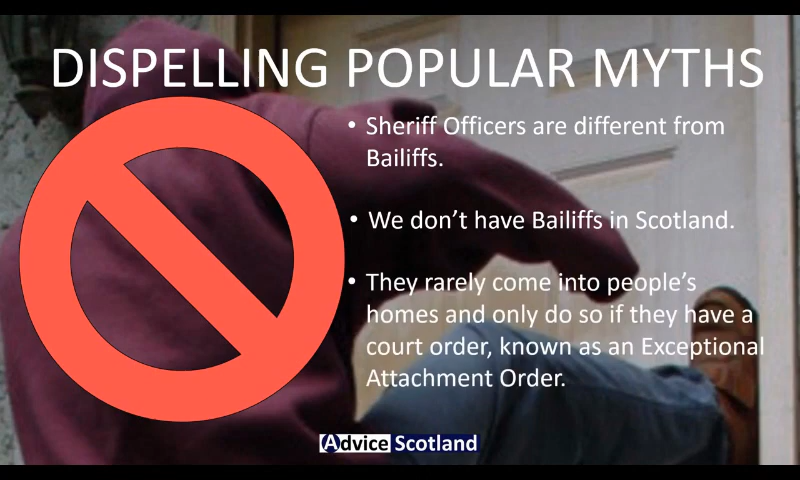 DISPELLING POPULAR MYTHS
• Sheriff Officers are different from
Bailiffs.
• We don't have Bailiffs in Scotland.
• They rarely come into people's
homes and only do so if they have a
court order, known as an Exceptional
Attachment Order.
Advice Scotland